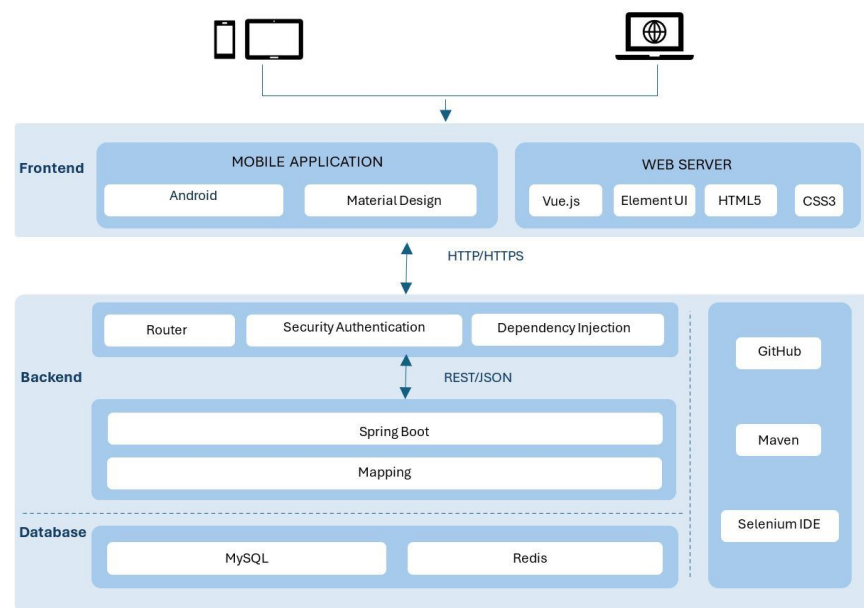 Frontend
MOBILE APPLICATION
Android
Material Design
WEB SERVER
Vue.js
Element UI
HTML5
CSS3
HTTP/HTTPS
Backend
Router
Security Authentication
Dependency Injection
REST/JSON
Spring Boot
Mapping
GitHub
Maven
Selenium IDE
Database
MySQL
Redis